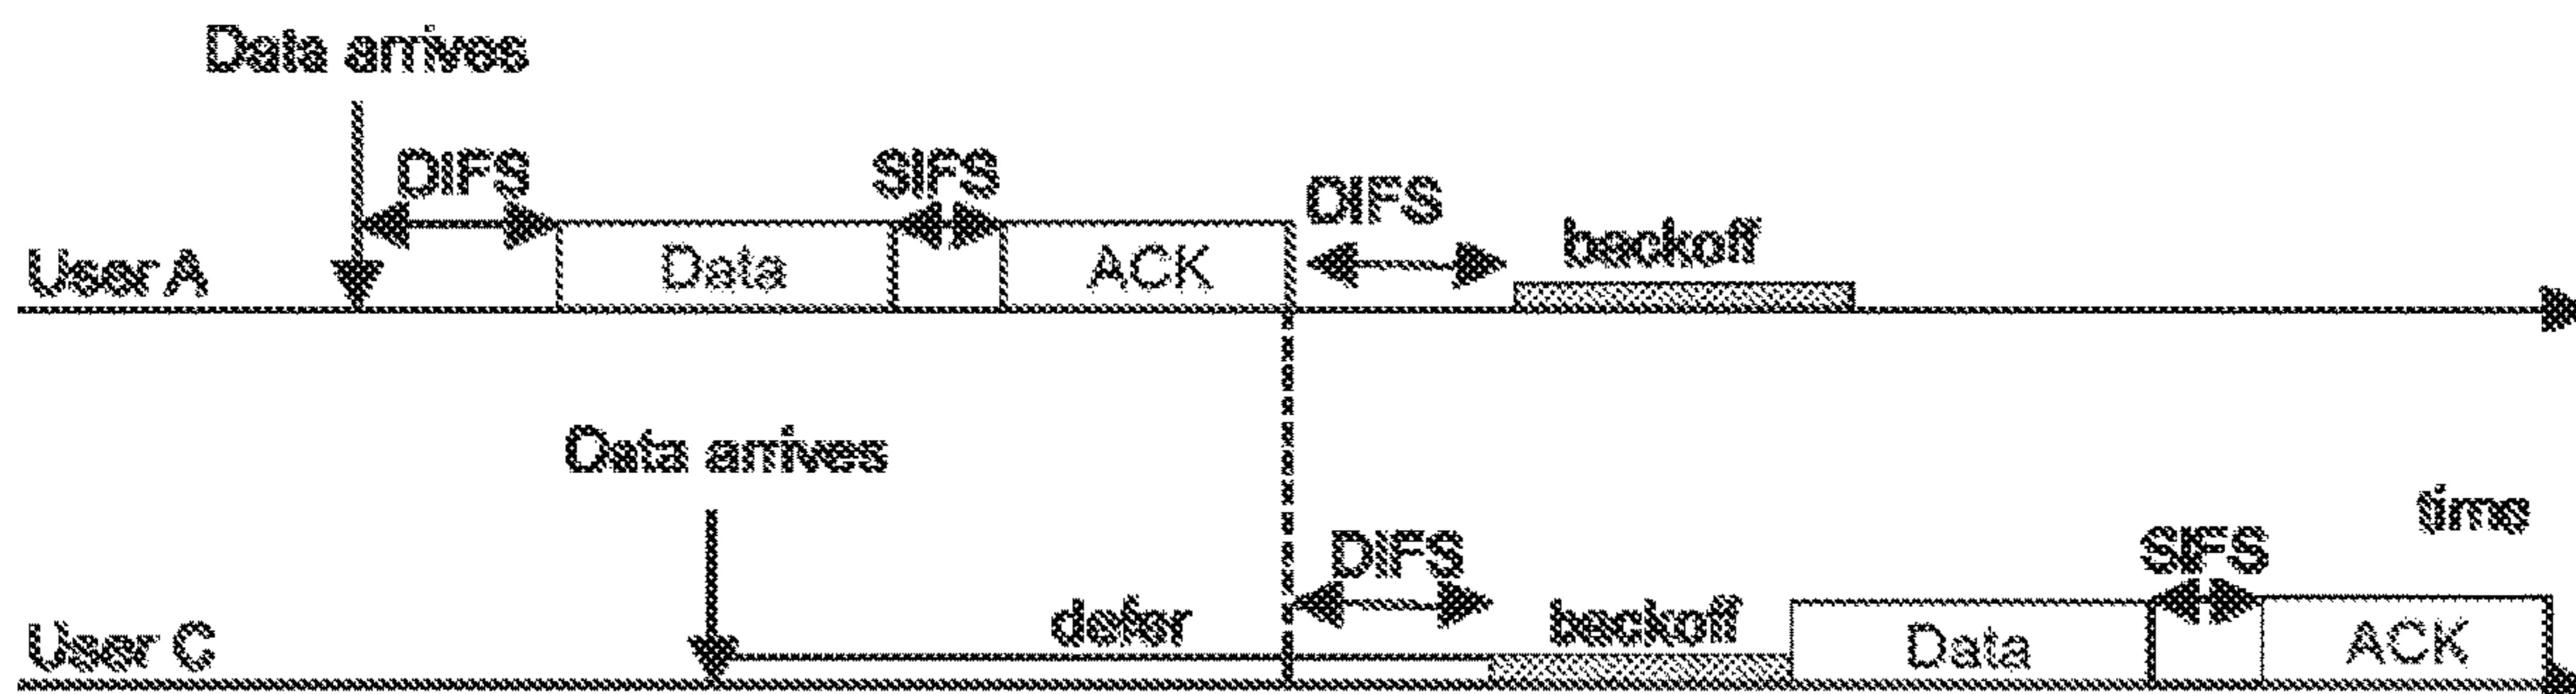 Data arrives
DIFS
SIFS
DIFS
backoff
User A
Data
ACK
Data arrives
time
DIFS
SIFS
defer
backoff
User C
Data
ACK